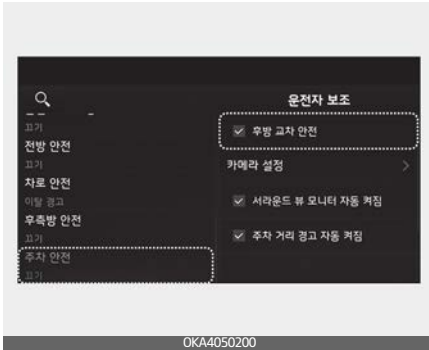 운전자 보조
끄기
전방 안전
끄기
차로 안전
이탈 경고
후측방 안전
끄기
주차 안전
끄기
후방 교차 안전
카메라 설정
서라운드 뷰 모니터 자동 켜짐
주차 거리 경고 자동 켜짐
OKA4050200